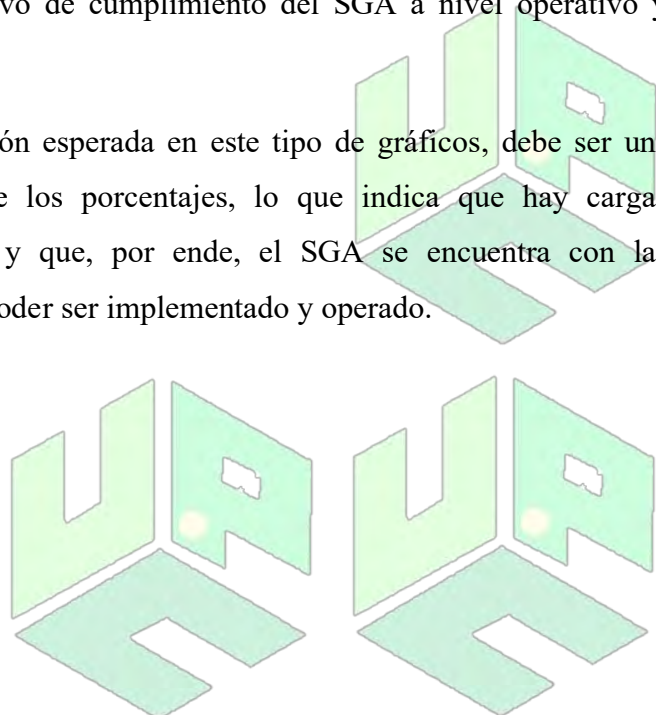 vo de cumplimiento del SGA a nivel operativo y
ón esperada en este tipo de gráficos, debe ser un
e los porcentajes, lo que indica que hay carga
y que, por ende, el SGA se encuentra con la
oder ser implementado y operado.